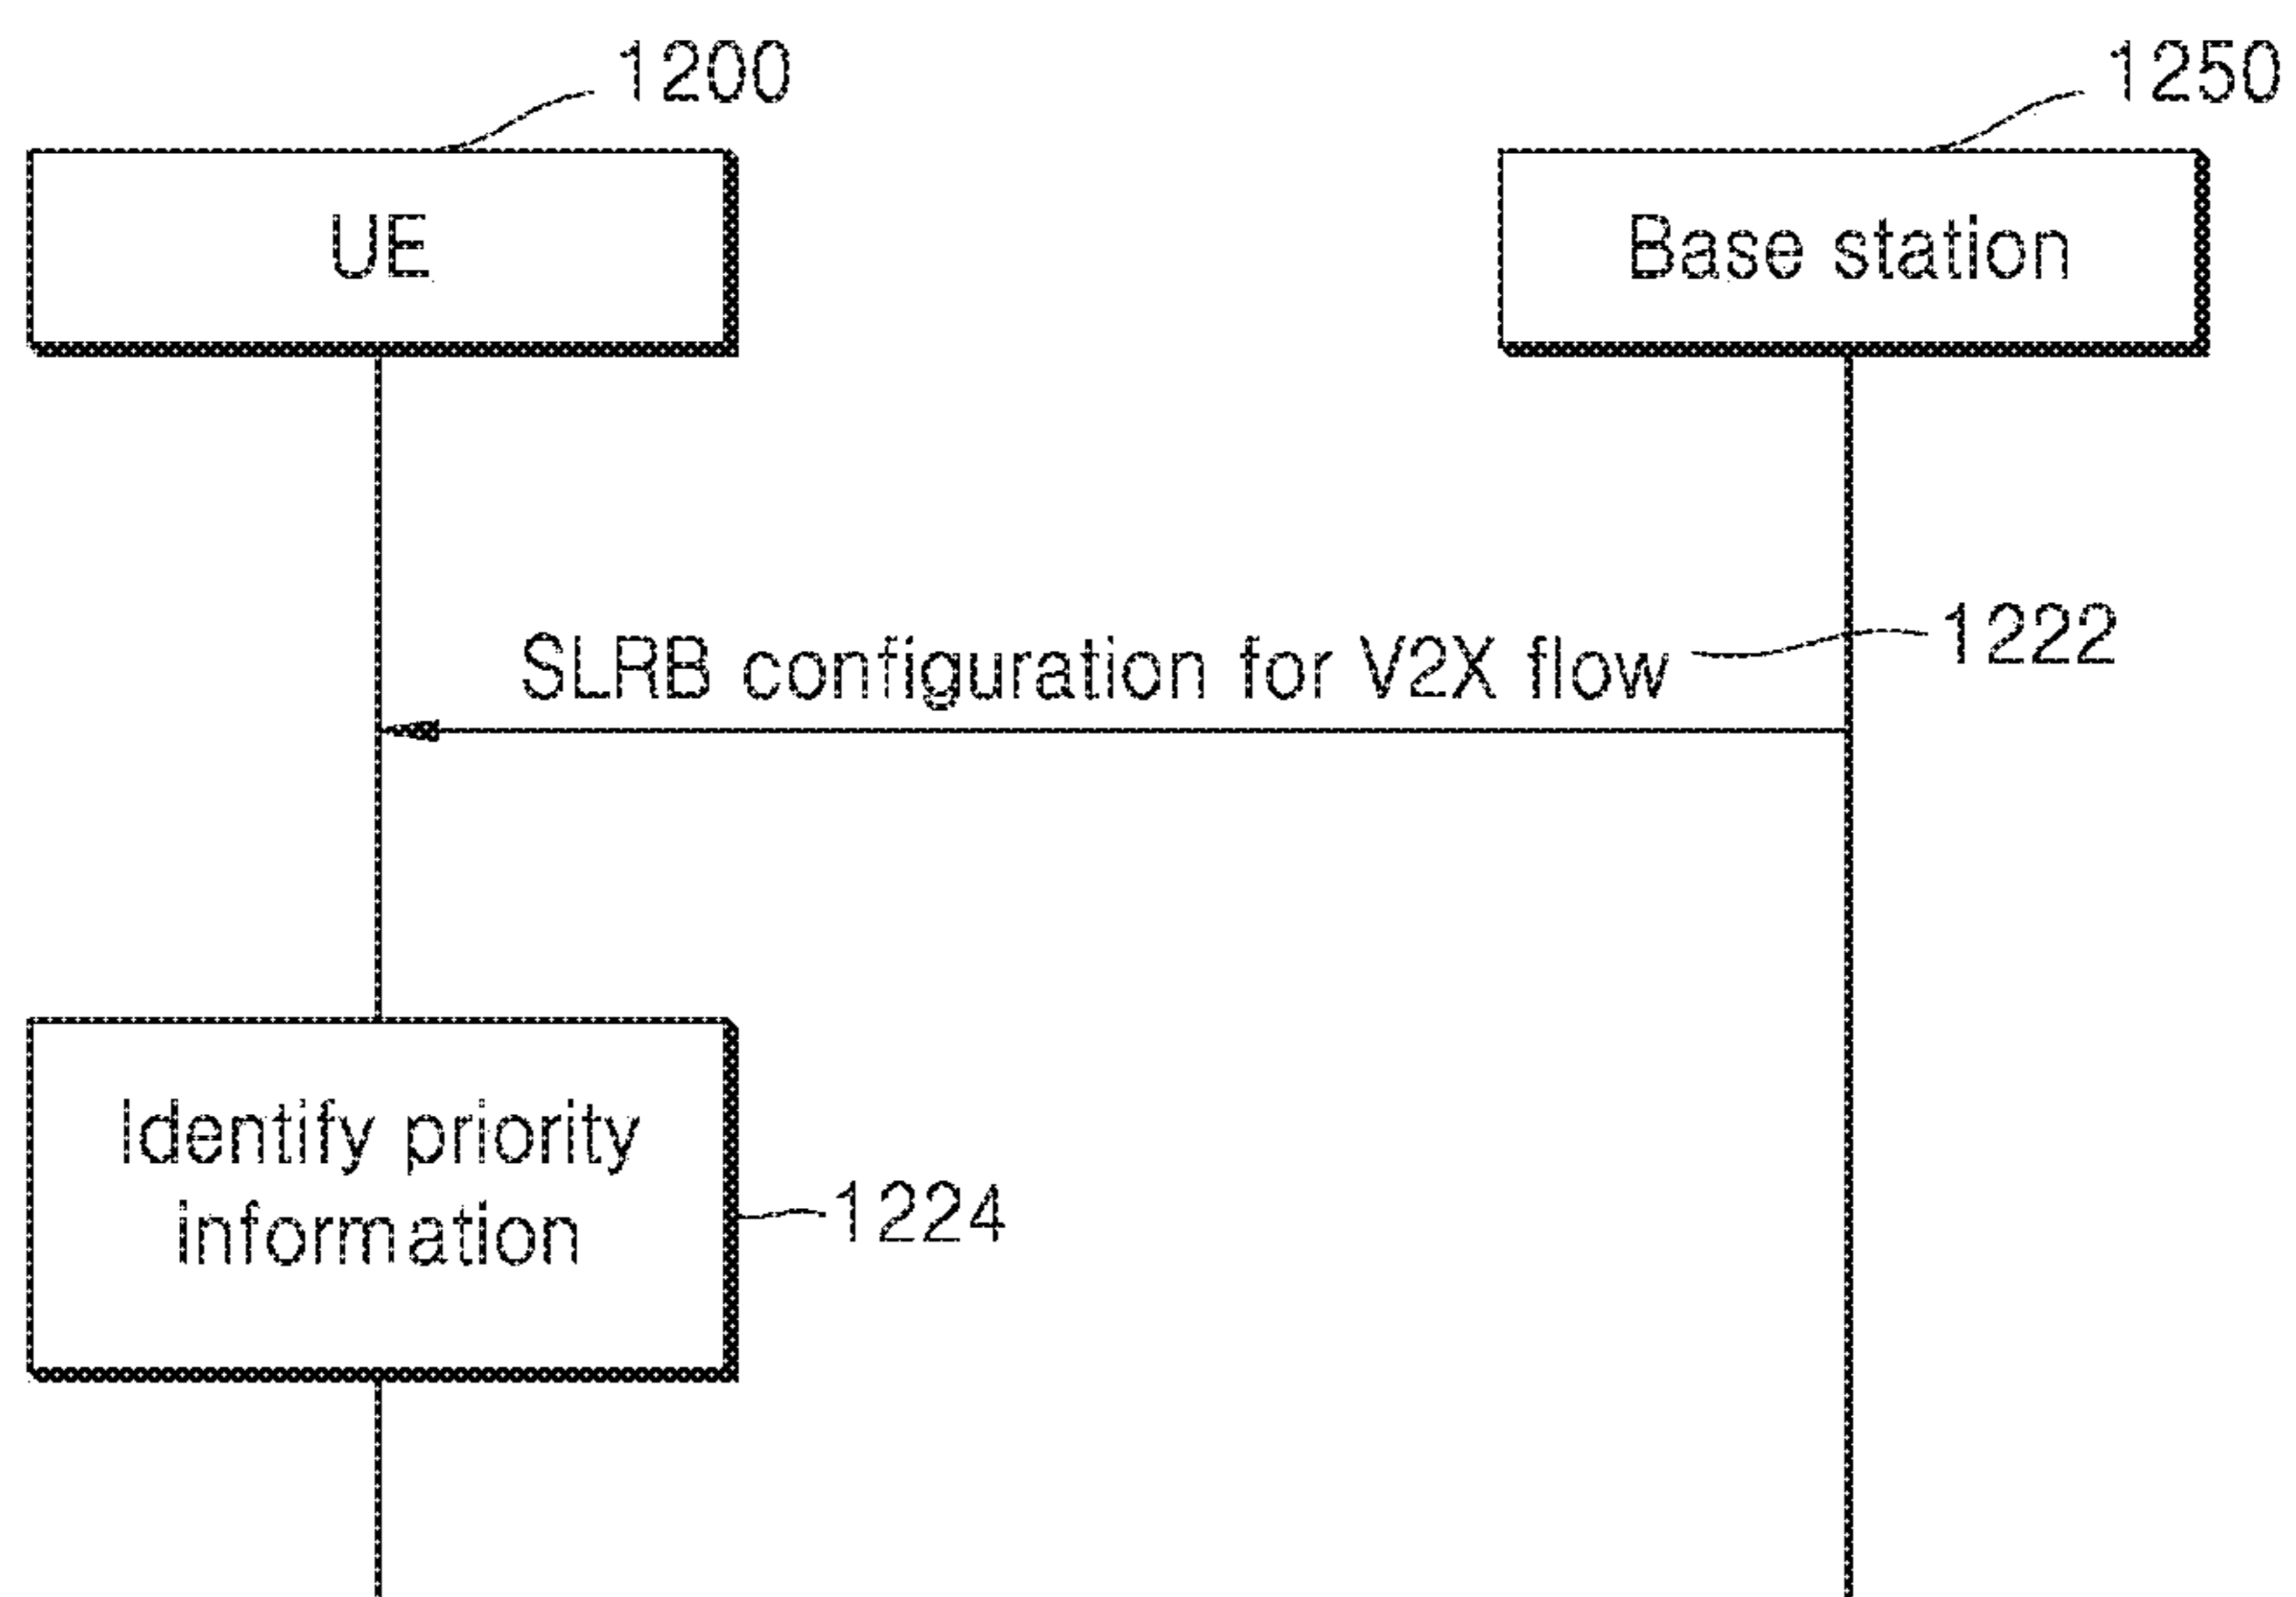 1200
1250
UE
Base station
SLRB configuration for V2X flow
1222
Identify priority
information
1224